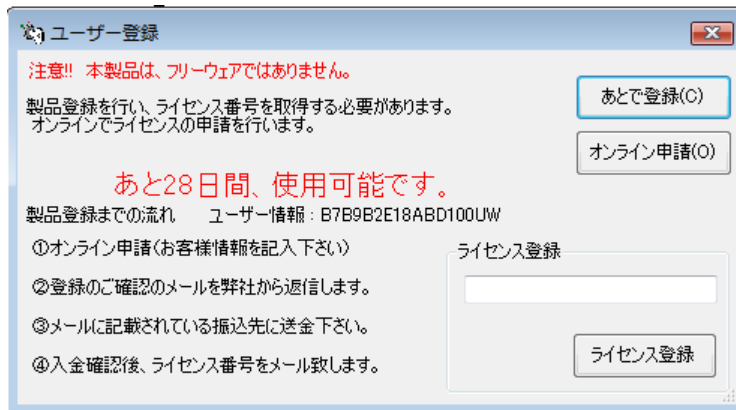 ユーザー登録
注意!! 本製品は、フリーウェアではありません。
製品登録を行い、ライセンス番号を取得する必要があります。
オンラインでライセンスの申請を行います。
あとで登録(C)
オンライン申請(O)
あと28日間、使用可能です。
製品登録までの流れ ユーザー情報：B7B9B2E18ABD100UW
①オンライン申請(お客様情報を記入下さい)
②登録のご確認のメールを弊社から返信します。
③メールに記載されている振込先に送金下さい。
④入金確認後、ライセンス番号をメール致します。
ライセンス登録
ライセンス登録